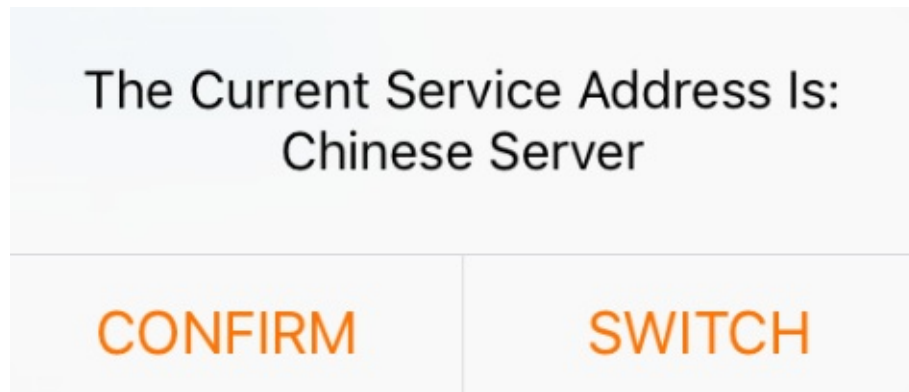 The Current Service Address Is:
Chinese Server
CONFIRM
SWITCH